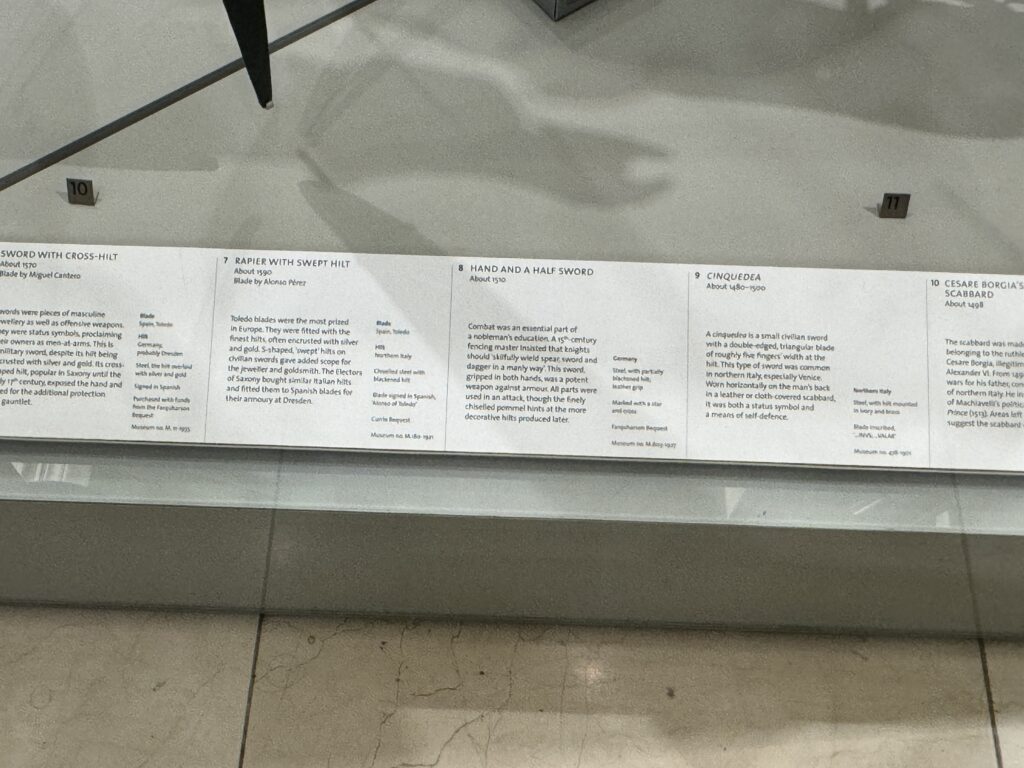 10
11
SWORD WITH CROSS-HILT
About 1570
Blade by Miguel Cantero
words were pieces of masculine
wellery as well as offensive weapons.
ey were status symbols, proclaiming
eir owners as men-at-arms. This is
military sword, despite its hilt being
crusted with silver and gold. Its cross-
ped hilt, popular in Saxony until the
ly 17th century, exposed the hand and
ed for the additional protection
gauntlet.
Blade
Spain, Toledo
Hilt
Germany,
probably Dresden
Steel, the hilt overlaid
with silver and gold
Signed in Spanish
Purchased with funds
from the Farquharson
Bequest
Museum no. M.11-1935
7 RAPIER WITH SWEPT HILT
About 1590
Blade by Alonso Pérez
Toledo blades were the most prized
in Europe. They were fitted with the
finest hilts, often encrusted with silver
and gold. S-shaped, 'swept' hilts on
civilian swords gave added scope for
the jeweller and goldsmith. The Electors
of Saxony bought similar Italian hilts
and fitted them to Spanish blades for
their armoury at Dresden.
Blade
Spain, Toledo
Hilt
Northern Italy
Chiselled steel with
blackened hilt
Blade signed in Spanish,
'Alonso of Toledo'
Currie Bequest
Museum no. M.180-1921
8 HAND AND A HALF SWORD
About 1510
Combat was an essential part of
a nobleman's education. A 15th-century
fencing master insisted that knights
should 'skilfully wield spear, sword and
dagger in a manly way'. This sword,
gripped in both hands, was a potent
weapon against armour. All parts were
used in an attack, though the finely
chiselled pommel hints at the more
decorative hilts produced later.
Germany
Steel, with partially
blackened hilt;
leather grip
Marked with a star
and cross
Farquharson Bequest
Museum no. M.602-1927
9 CINQUEDEA
About 1480–1500
A cinquedea is a small civilian sword
with a double-edged, triangular blade
of roughly five fingers' width at the
hilt. This type of sword was common
in northern Italy, especially Venice.
Worn horizontally on the man's back
in a leather or cloth-covered scabbard,
it was both a status symbol and
a means of self-defence.
Northern Italy
Steel, with hilt mounted
in ivory and brass
Blade inscribed,
Museum no. 478-1901
10 CESARE BORGIA'S
SCABBARD
About 1498
The scabbard was made
belonging to the ruthle
Cesare Borgia, illegitim
Alexander VI. From 149
wars for his father, con
of northern Italy. He in
of Machiavelli's politic
Prince (1513). Areas left
suggest the scabbard